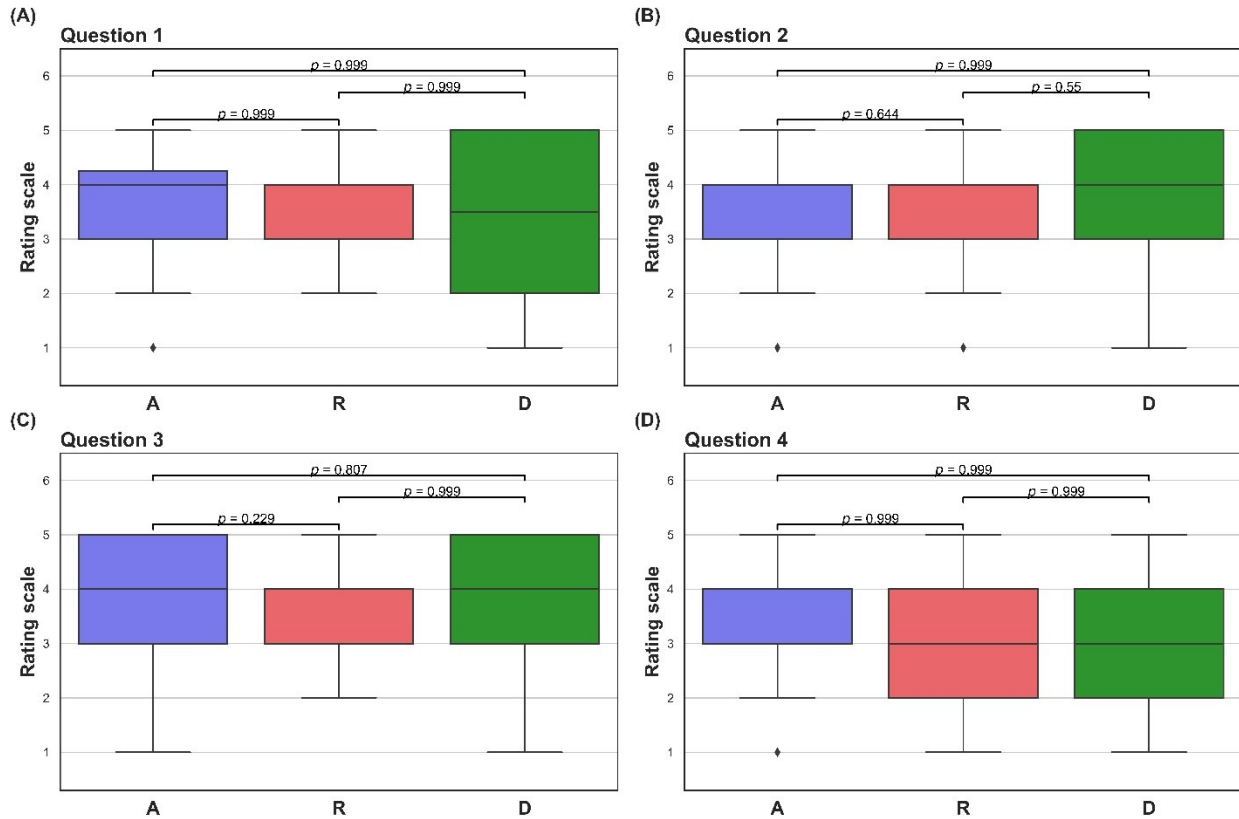 (A)
Question 1
p = 0.999
p = 0.999
p = 0.999
6
5
4
3
2
1
Rating scale
A R D
(B)
Question 2
p = 0.999
p = 0.55
p = 0.644
6
5
4
3
2
1
Rating scale
A R D
(C)
Question 3
p = 0.807
p = 0.999
p = 0.229
6
5
4
3
2
1
Rating scale
A R D
(D)
Question 4
p = 0.999
p = 0.999
p = 0.999
6
5
4
3
2
1
Rating scale
A R D